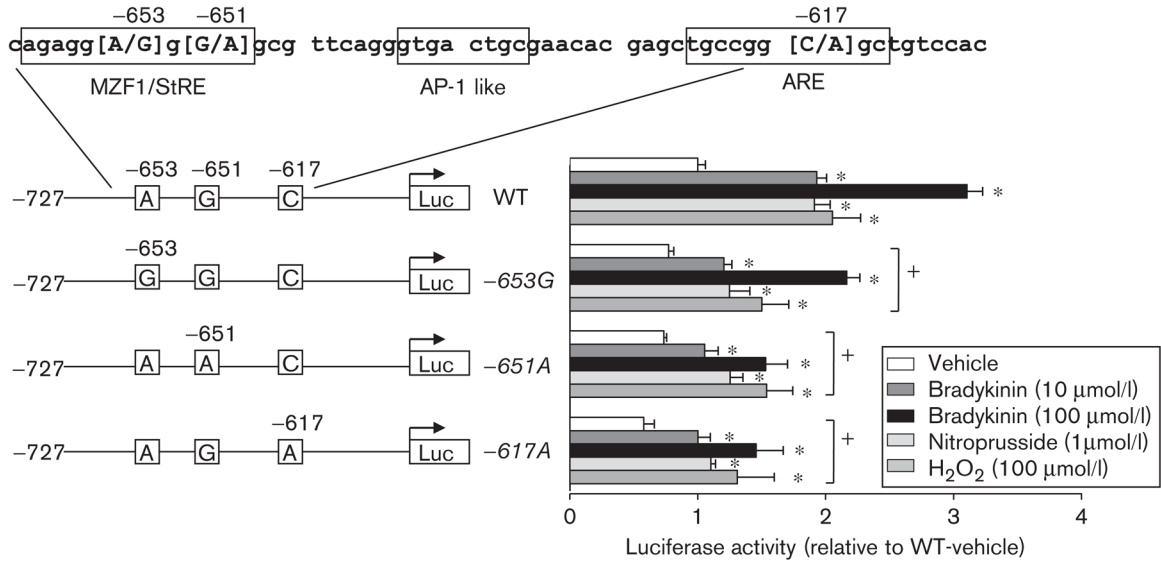 −653 −651 −617
cagagg[A/G]g[G/A]gcg ttcagggtga ctgcgaacac gagctgccgg [C/A]gctgtccac
MZF1/StRE AP-1 like ARE
−653 −651 −617
−727 A G C Luc WT
−653
−727 G G C Luc −653G
−651
−727 A A C Luc −651A
−617
−727 A G A Luc −617A
*
*
*
*
*
*
*
*
+
*
*
*
*
+
*
*
*
*
+
Vehicle
Bradykinin (10 μmol/l)
Bradykinin (100 μmol/l)
Nitroprusside (1μmol/l)
H₂O₂ (100 μmol/l)
0 1 2 3 4
Luciferase activity (relative to WT-vehicle)